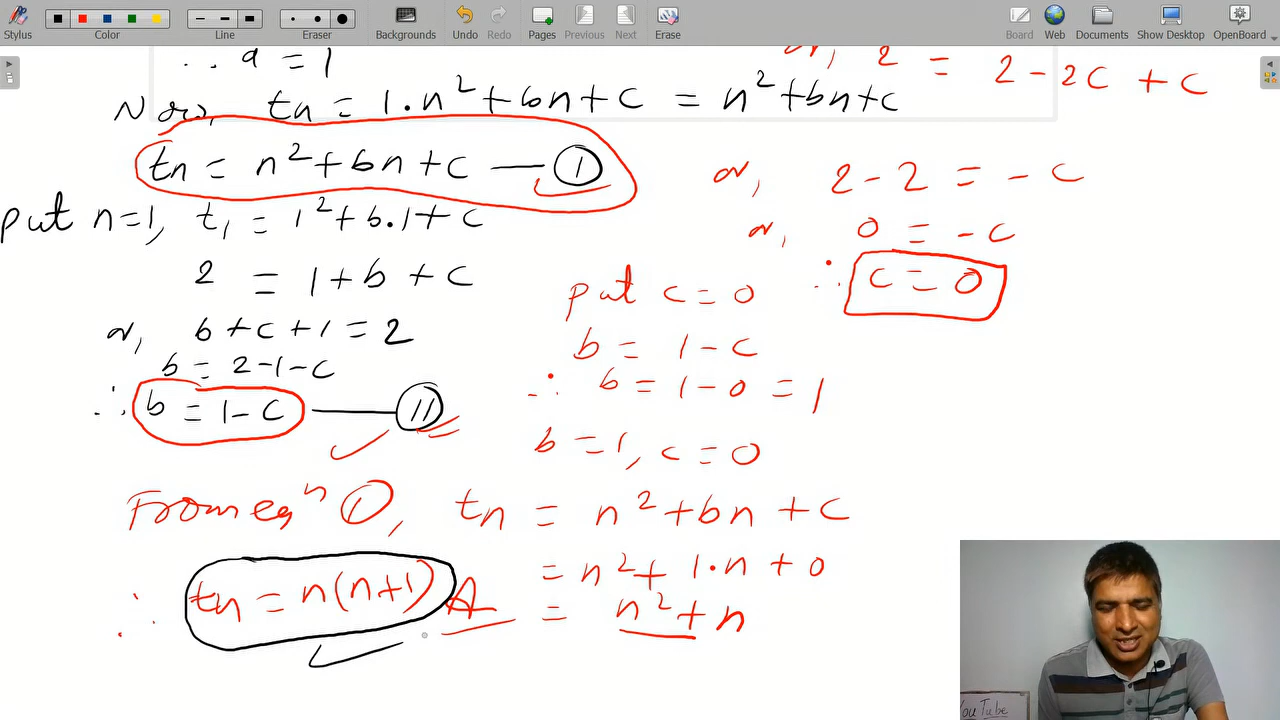 Stylus
Color
Line
Eraser
Backgrounds
Undo
Redo
Pages
Previous
Next
Erase
Board
Web
Documents
Show Desktop
OpenBoard
∴ a = 1
Now, tn = 1·n²+bn+c = n²+bn+c
tn = n²+bn+c — ①
put n=1, t₁ = 1²+b·1+c
2 = 1+b+c
or, b+c+1=2
b = 2-1-c
∴ b = 1-c — ⑪
or, 2 = 2-2c+c
or, 2-2 = -c
or, 0 = -c
∴ c = 0
put c = 0
b = 1-c
∴ b = 1-0 = 1
b = 1, c = 0
From eqⁿ ①, tn = n²+bn+c
= n²+1·n+0
= n²+n
∴ tn = n(n+1)
YouTube